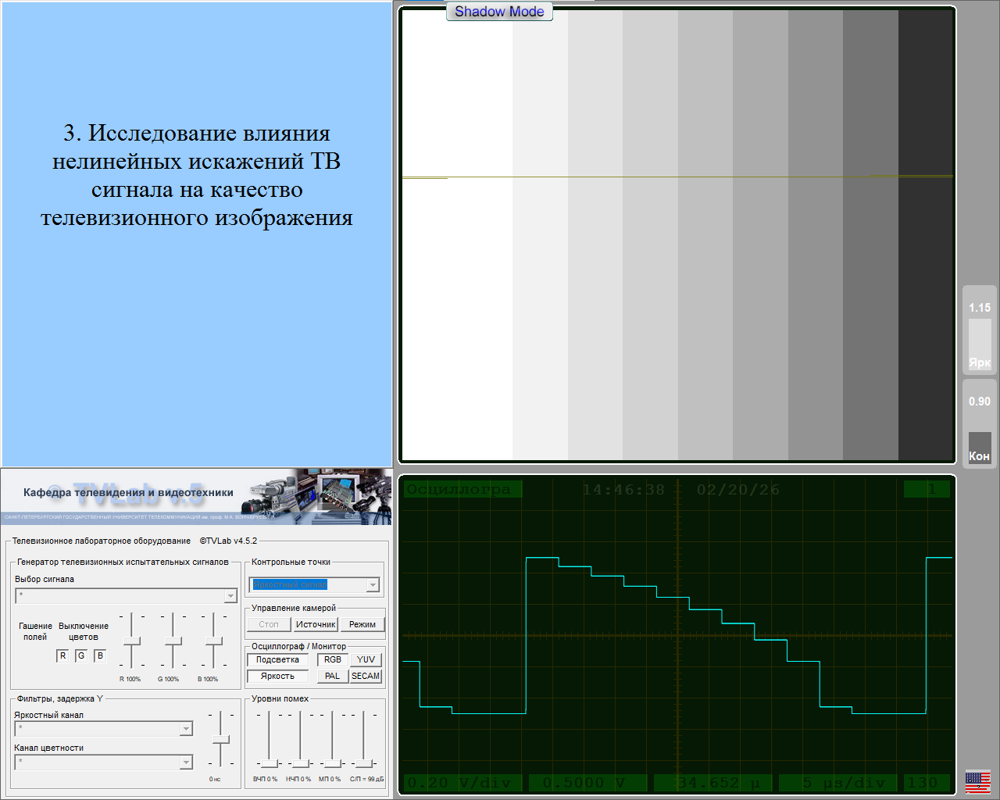 Shadow Mode
3. Исследование влияния
нелинейных искажений ТВ
сигнала на качество
телевизионного изображения
1.15
Ярк
0.90
Кон
Кафедра телевидения и видеотехники
© TVLab v.5
САНКТ-ПЕТЕРБУРГСКИЙ ГОСУДАРСТВЕННЫЙ УНИВЕРСИТЕТ ТЕЛЕКОММУНИКАЦИЙ им. проф. М.А. БОНЧ-БРУЕВИЧА
Телевизионное лабораторное оборудование ©TVLab v4.5.2
Генератор телевизионных испытательных сигналов
Выбор сигнала
*
Гашение
полей
Выключение
цветов
R G B
R 100% G 100% B 100%
Контрольные точки
Яркостный сигнал
Управление камерой
Стоп Источник Режим
Осциллограф / Монитор
Подсветка RGB YUV
Яркость PAL SECAM
Фильтры, задержка Y
Яркостный канал
*
Канал цветности
*
0 нс
Уровни помех
ВЧП 0 % НЧП 0 % МП 0 % С/П = 99 дБ
Осциллогра 14:46:38 02/20/26 1
0.20 V/div 0.5000 V 34.652 µ 5 µs/div 130